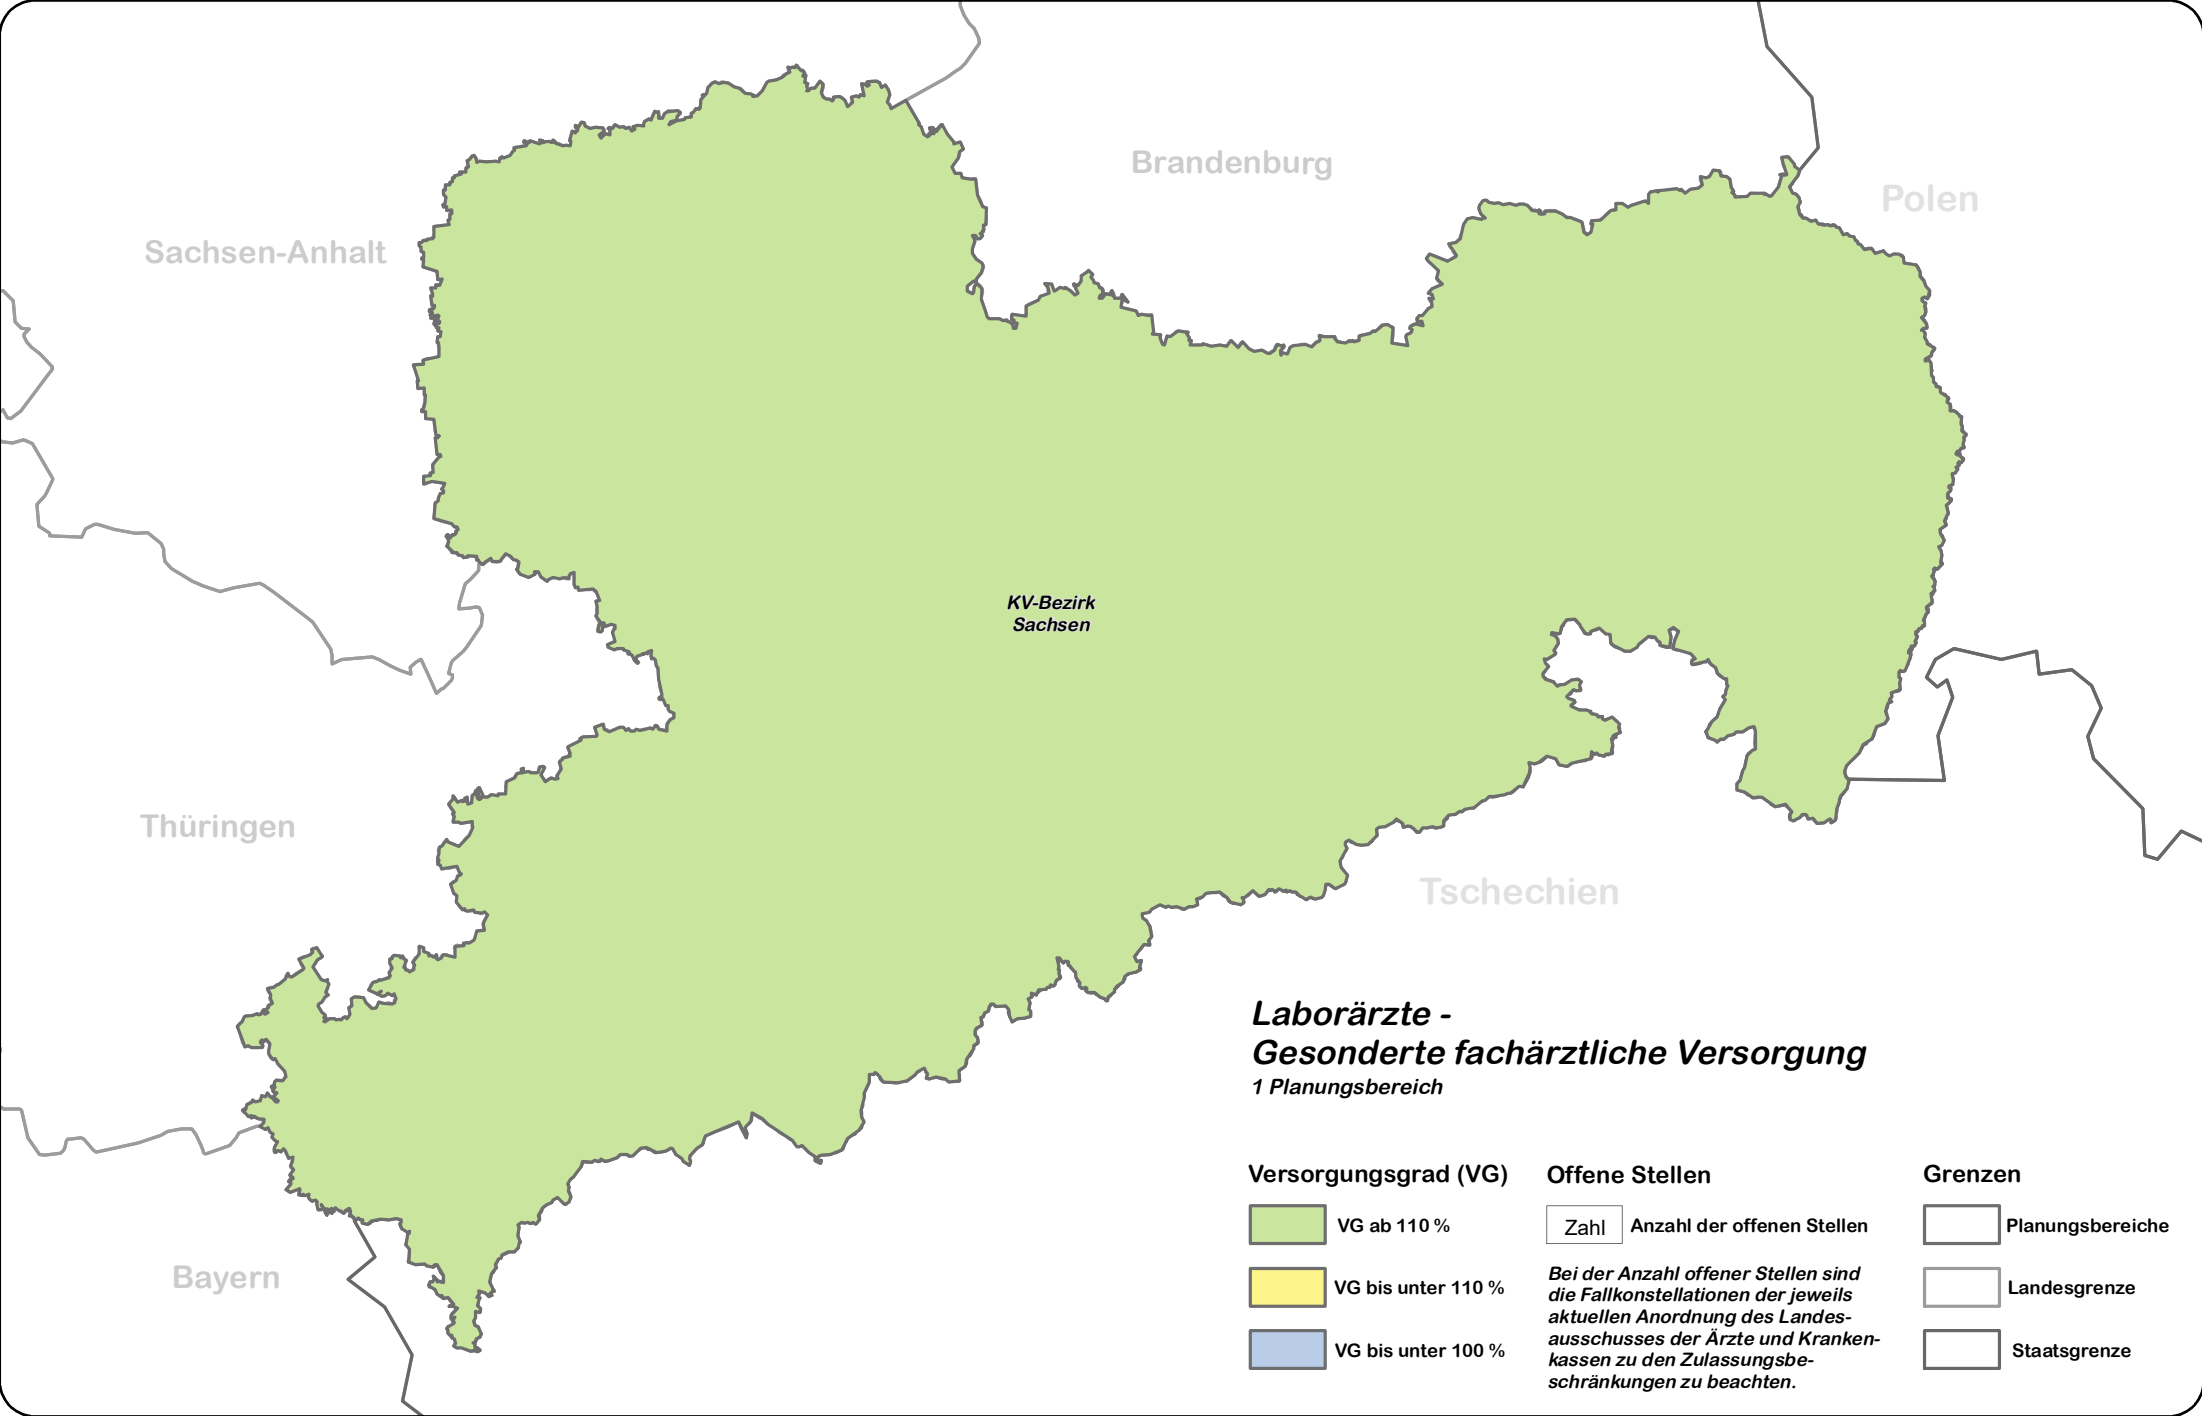 Brandenburg
Polen
Sachsen-Anhalt
KV-Bezirk
Sachsen
Thüringen
Tschechien
Bayern
Laborärzte -
Gesonderte fachärztliche Versorgung
1 Planungsbereich
Versorgungsgrad (VG)
VG ab 110 %
VG bis unter 110 %
VG bis unter 100 %
Offene Stellen
Zahl Anzahl der offenen Stellen
Bei der Anzahl offener Stellen sind
die Fallkonstellationen der jeweils
aktuellen Anordnung des Landes-
ausschusses der Ärzte und Kranken-
kassen zu den Zulassungsbe-
schränkungen zu beachten.
Grenzen
Planungsbereiche
Landesgrenze
Staatsgrenze